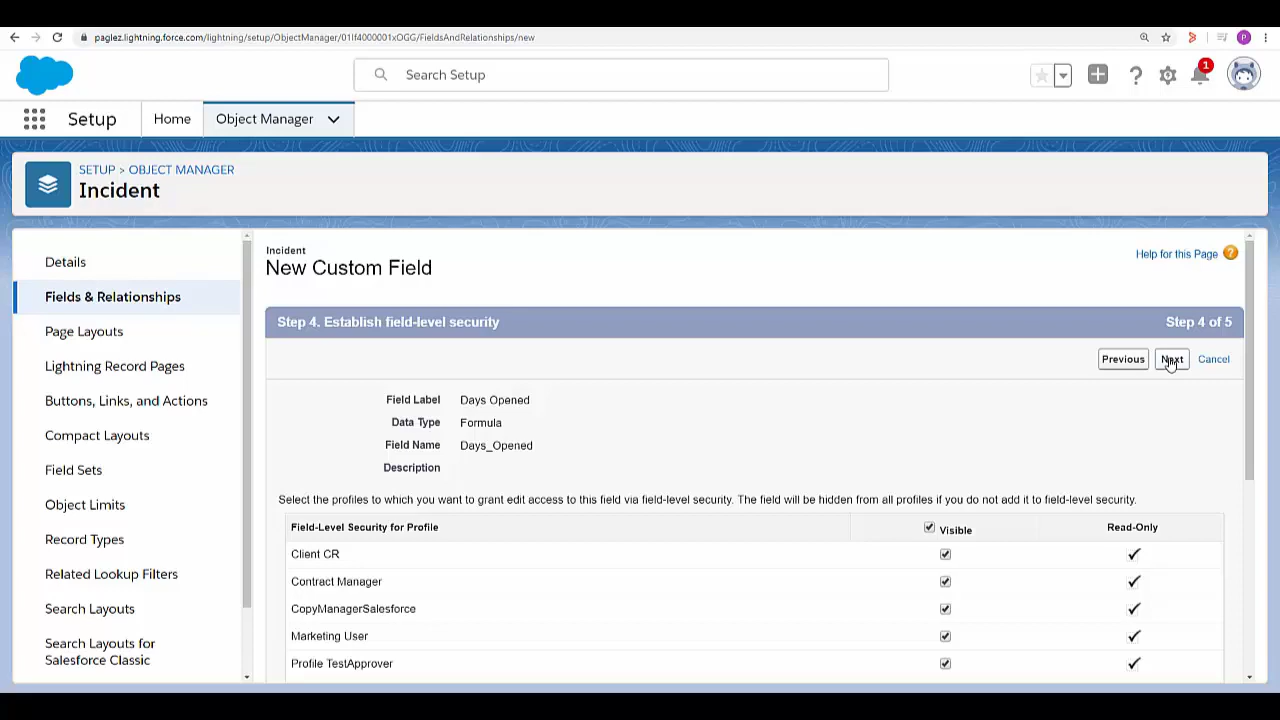 paglez.lightning.force.com/lightning/setup/ObjectManager/01If4000001xOGG/FieldsAndRelationships/new
P
Search Setup
1
Setup
Home
Object Manager
SETUP > OBJECT MANAGER
Incident
Details
Fields & Relationships
Page Layouts
Lightning Record Pages
Buttons, Links, and Actions
Compact Layouts
Field Sets
Object Limits
Record Types
Related Lookup Filters
Search Layouts
Search Layouts for
Salesforce Classic
Incident
New Custom Field
Help for this Page ?
Step 4. Establish field-level security
Step 4 of 5
Previous
Next
Cancel
Field Label Days Opened
Data Type Formula
Field Name Days_Opened
Description
Select the profiles to which you want to grant edit access to this field via field-level security. The field will be hidden from all profiles if you do not add it to field-level security.
Field-Level Security for Profile Visible Read-Only
Client CR
Contract Manager
CopyManagerSalesforce
Marketing User
Profile TestApprover